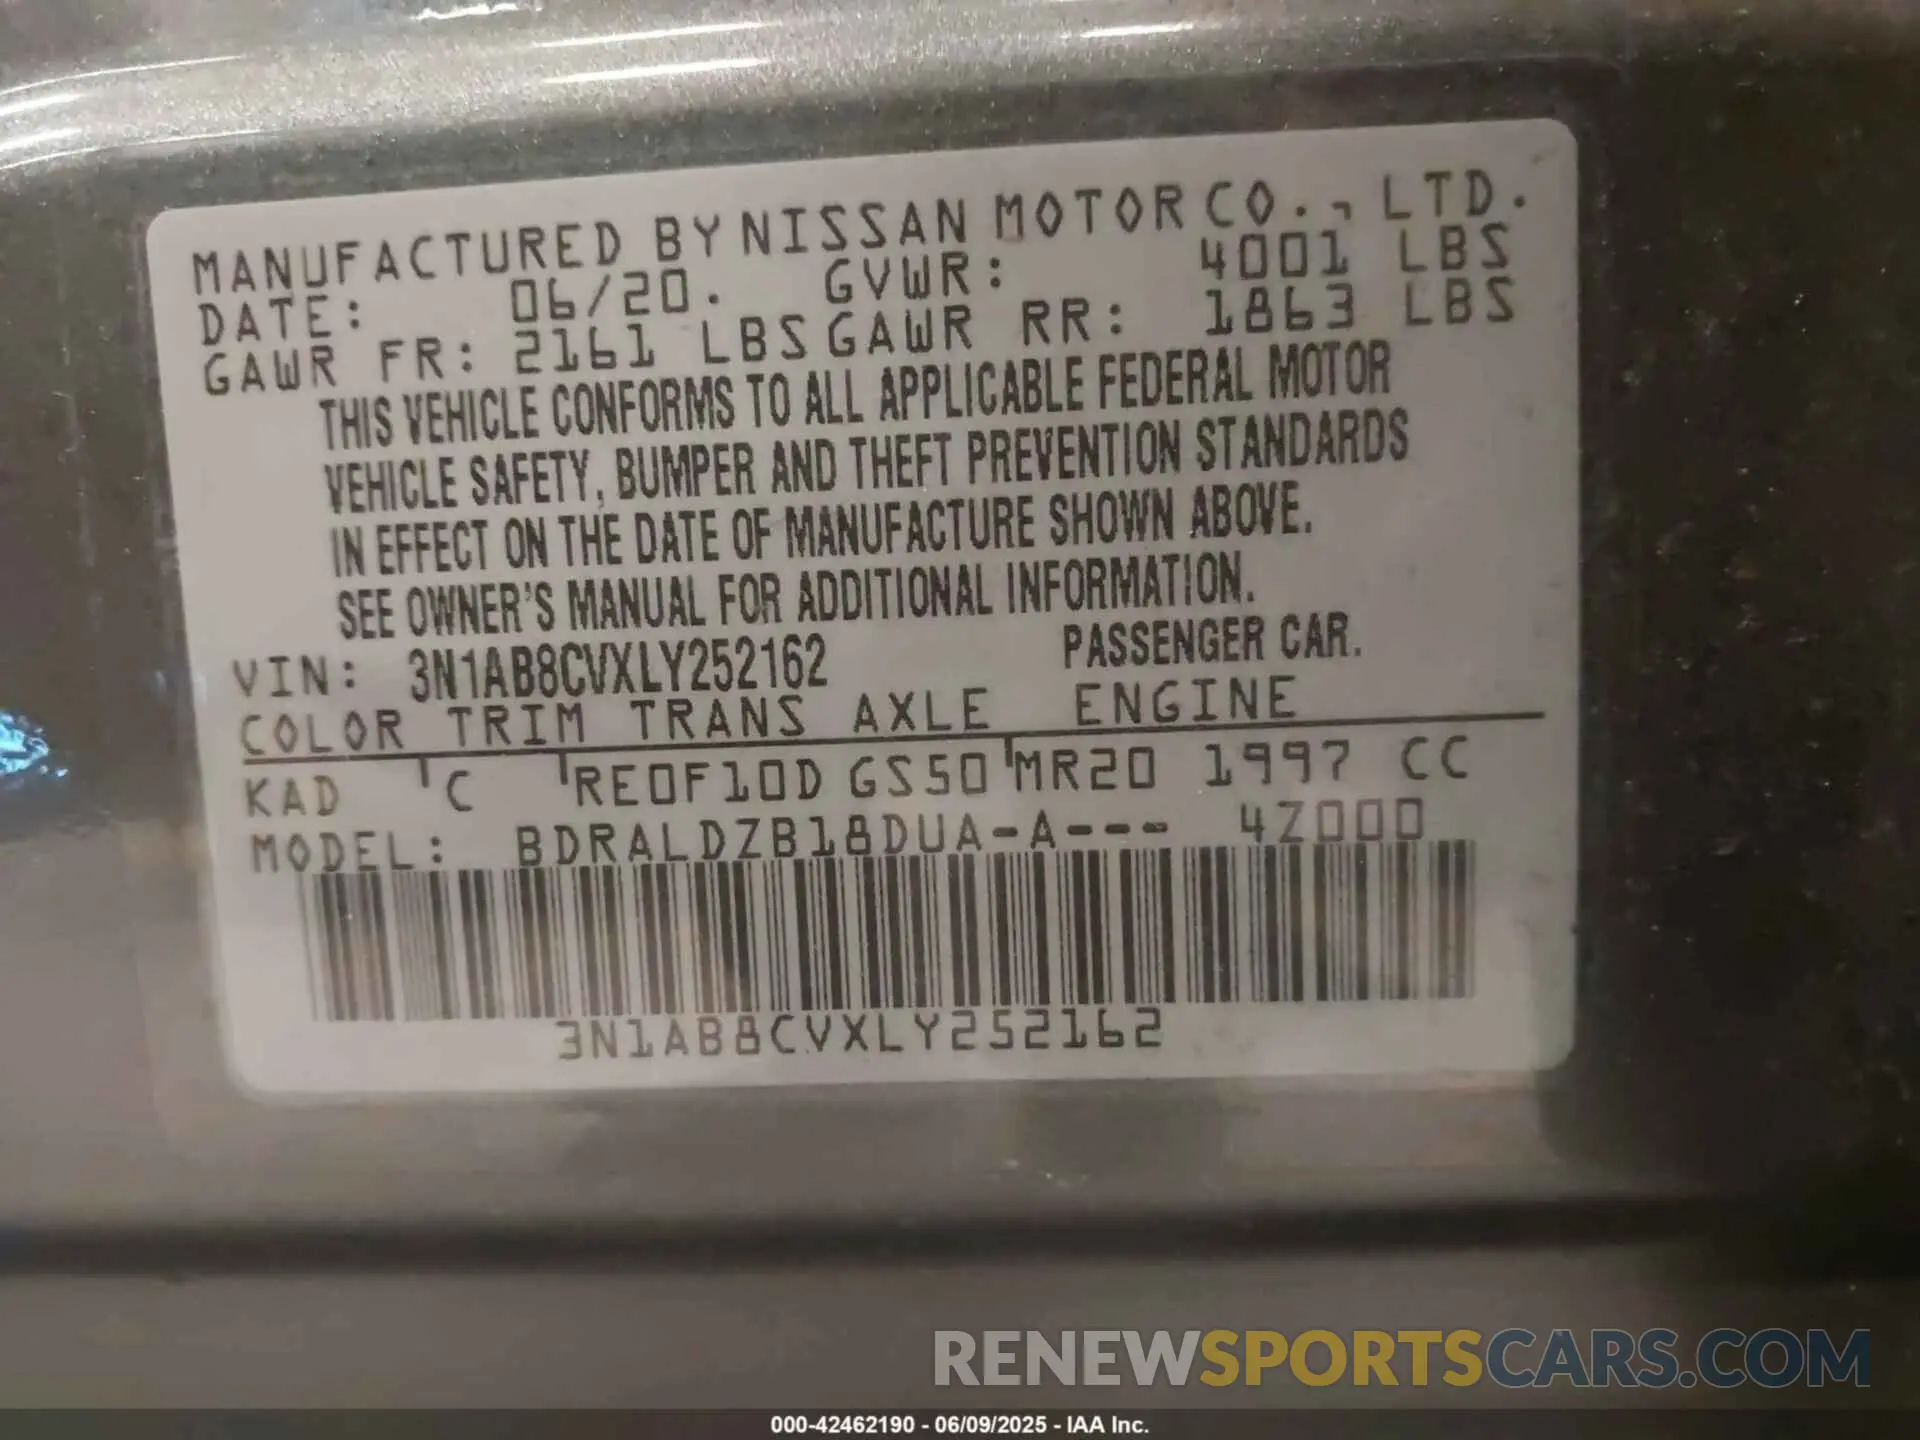 MANUFACTURED BY NISSAN MOTOR CO., LTD.
DATE: 06/20. GVWR: 4001 LBS
GAWR FR: 2161 LBS GAWR RR: 1863 LBS
THIS VEHICLE CONFORMS TO ALL APPLICABLE FEDERAL MOTOR
VEHICLE SAFETY, BUMPER AND THEFT PREVENTION STANDARDS
IN EFFECT ON THE DATE OF MANUFACTURE SHOWN ABOVE.
SEE OWNER'S MANUAL FOR ADDITIONAL INFORMATION.
VIN: 3N1AB8CVXLY252162 PASSENGER CAR.
COLOR TRIM TRANS AXLE ENGINE
KAD C RE0F10D GS50 MR20 1997 CC
MODEL: BDRALDZB18DUA-A--- 4Z000
3N1AB8CVXLY252162
RENEWSPORTSCARS.COM
000-42462190 - 06/09/2025 - IAA Inc.